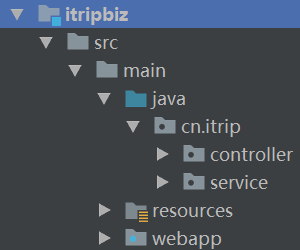 itripbiz
src
main
java
cn.itrip
controller
service
resources
webapp